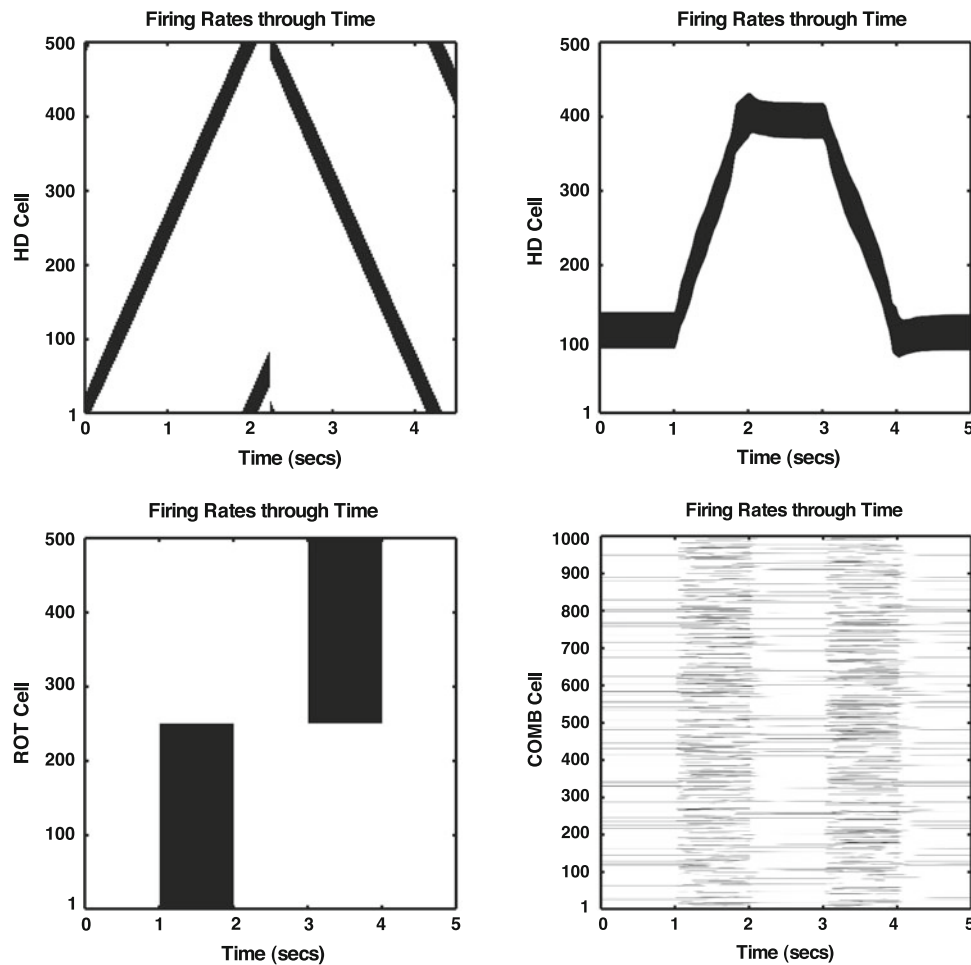 Firing Rates through Time
500
400
300
200
100
1
HD Cell
0 1 2 3 4
Time (secs)
Firing Rates through Time
500
400
300
200
100
1
HD Cell
0 1 2 3 4 5
Time (secs)
Firing Rates through Time
500
400
300
200
100
1
ROT Cell
0 1 2 3 4 5
Time (secs)
Firing Rates through Time
1000
900
800
700
600
500
400
300
200
100
1
COMB Cell
0 1 2 3 4 5
Time (secs)